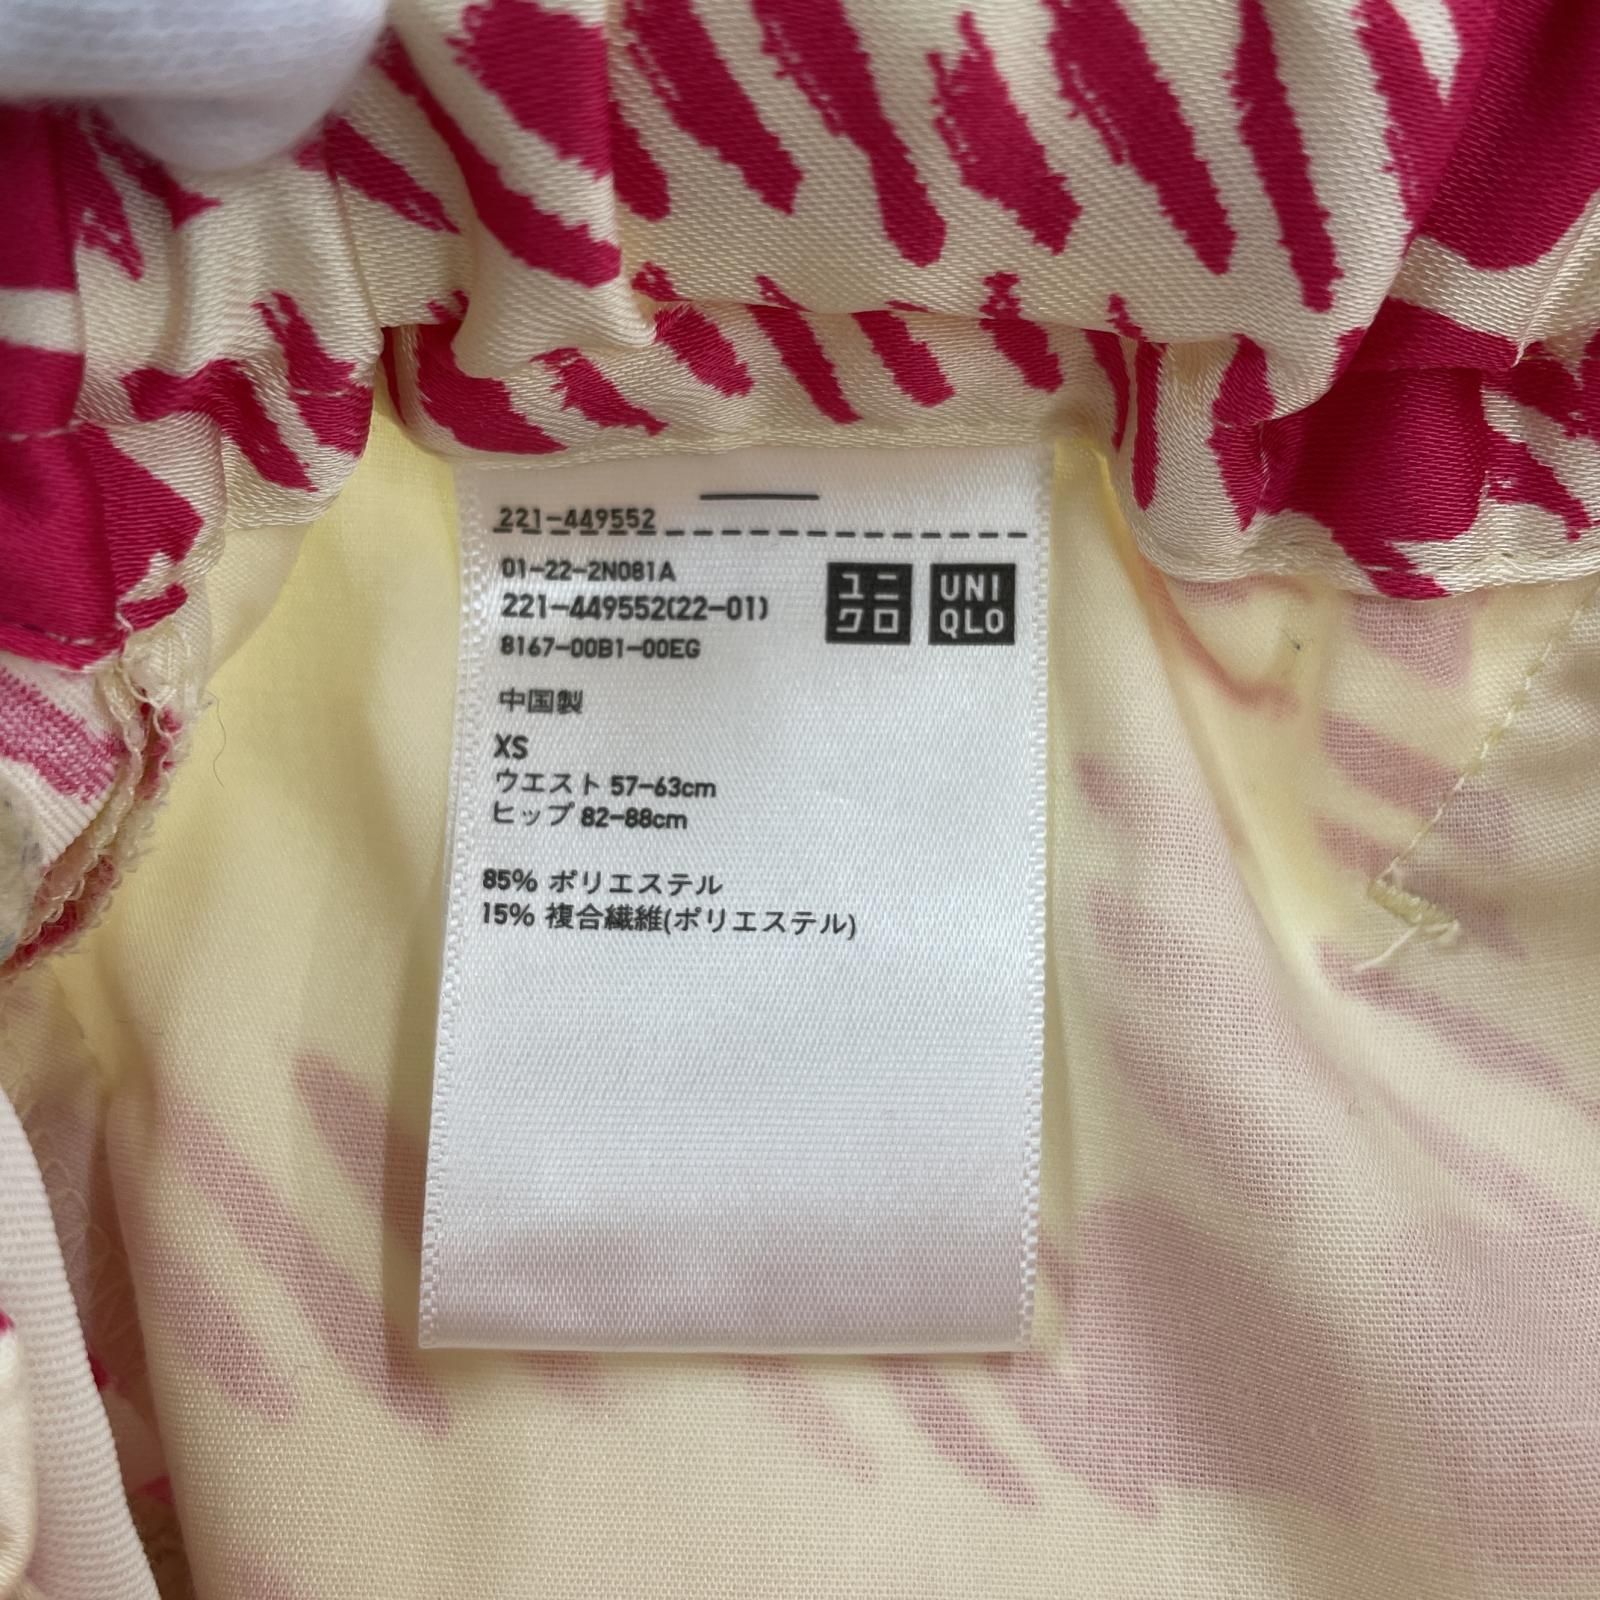 221-449552
01-22-2N081A
221-449552(22-01)
8167-00B1-00EG
ユニ
クロ
UNI
QLO
中国製
XS
ウエスト 57-63cm
ヒップ 82-88cm
85% ポリエステル
15% 複合繊維(ポリエステル)